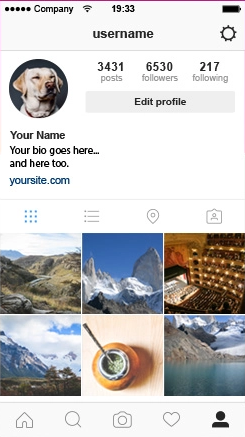 Company 19:33
username
3431 6530 217
posts followers following
Edit profile
Your Name
Your bio goes here...
and here too.
yoursite.com